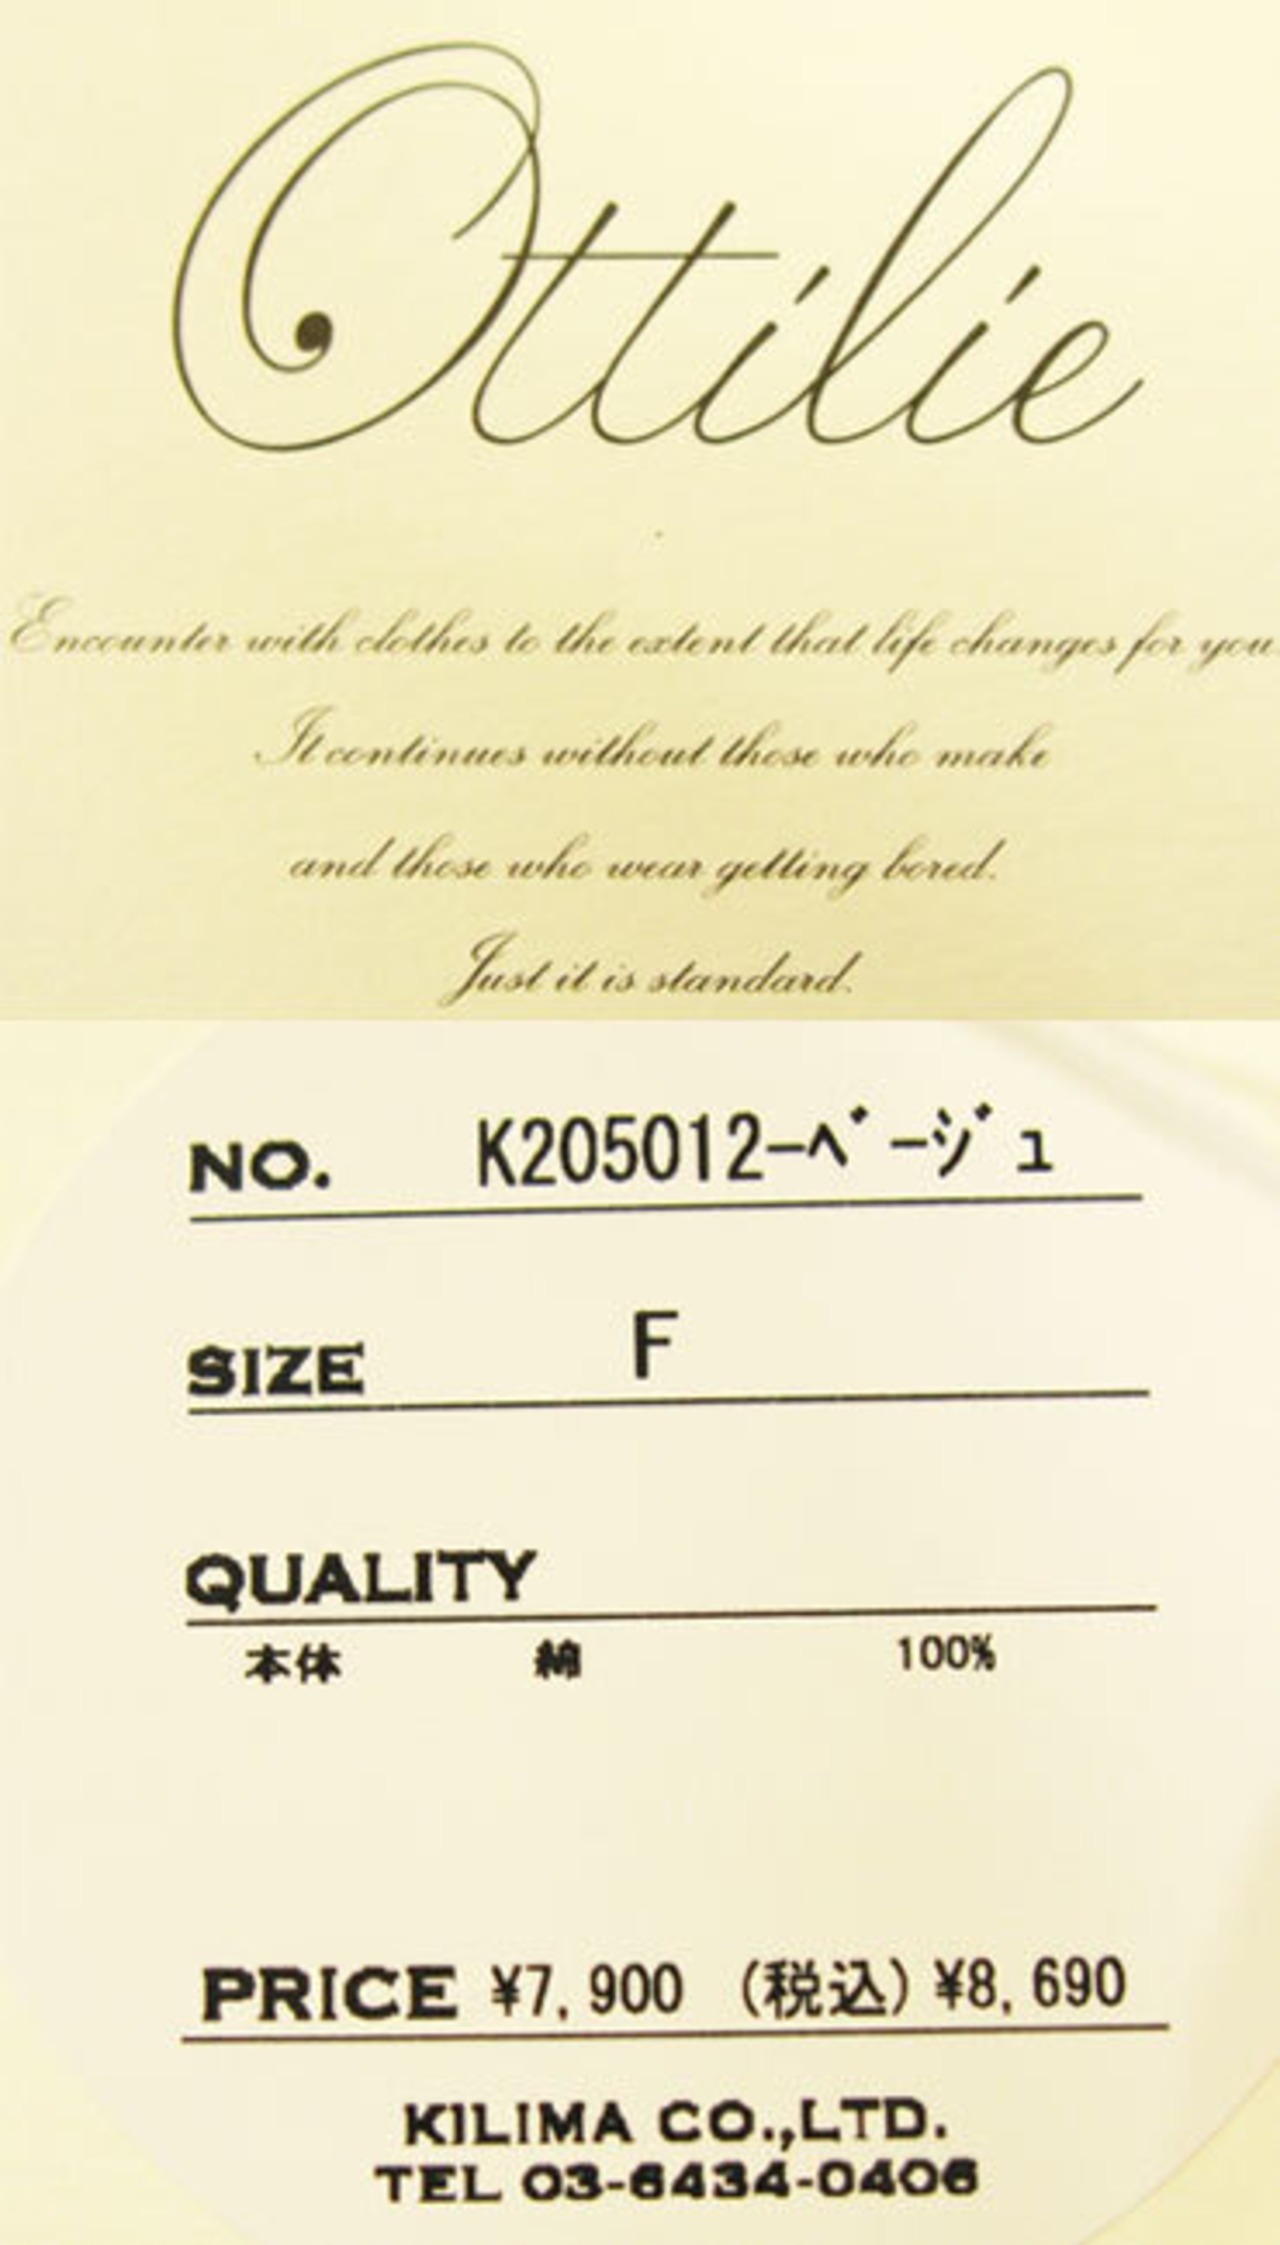 Ottilie
Encounter with clothes to the extent that life changes for you.
It continues without those who make
and those who wear getting bored.
Just it is standard.
NO. K205012-ﾍﾞｰｼﾞｭ
SIZE F
QUALITY
本体 綿 100%
PRICE ¥7,900 (税込) ¥8,690
KILIMA CO.,LTD.
TEL 03-6434-0406